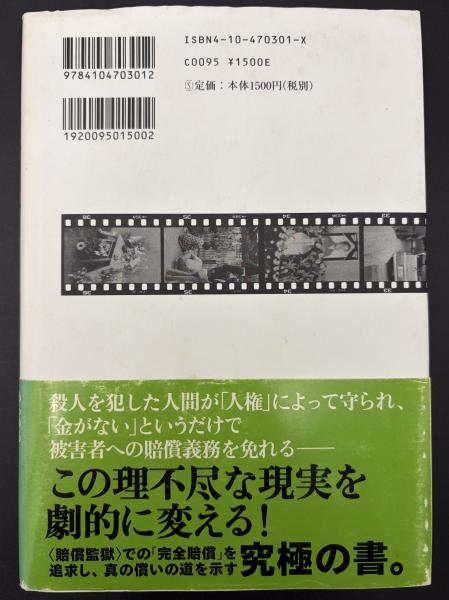 ISBN4-10-470301-X
C0095 ¥1500E
Ⓢ定価：本体1500円(税別)
9784104703012
1920095015002
殺人を犯した人間が「人権」によって守られ、
「金がない」というだけで
被害者への賠償義務を免れる——
この理不尽な現実を
劇的に変える!
〈賠償監獄〉での「完全賠償」を
追求し、真の償いの道を示す
究極の書。